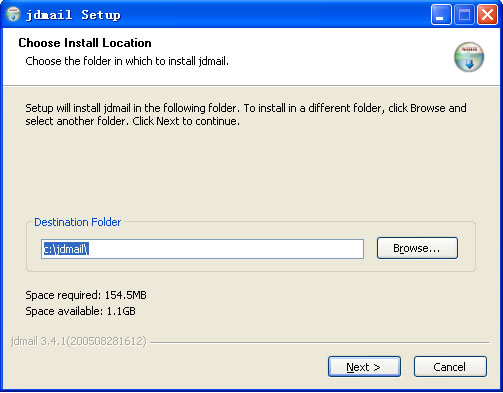 jdmail Setup
Choose Install Location
Choose the folder in which to install jdmail.
Setup will install jdmail in the following folder. To install in a different folder, click Browse and
select another folder. Click Next to continue.
Destination Folder
c:\jdmail\
Browse...
Space required: 154.5MB
Space available: 1.1GB
jdmail 3.4.1(200508281612)
Next >
Cancel